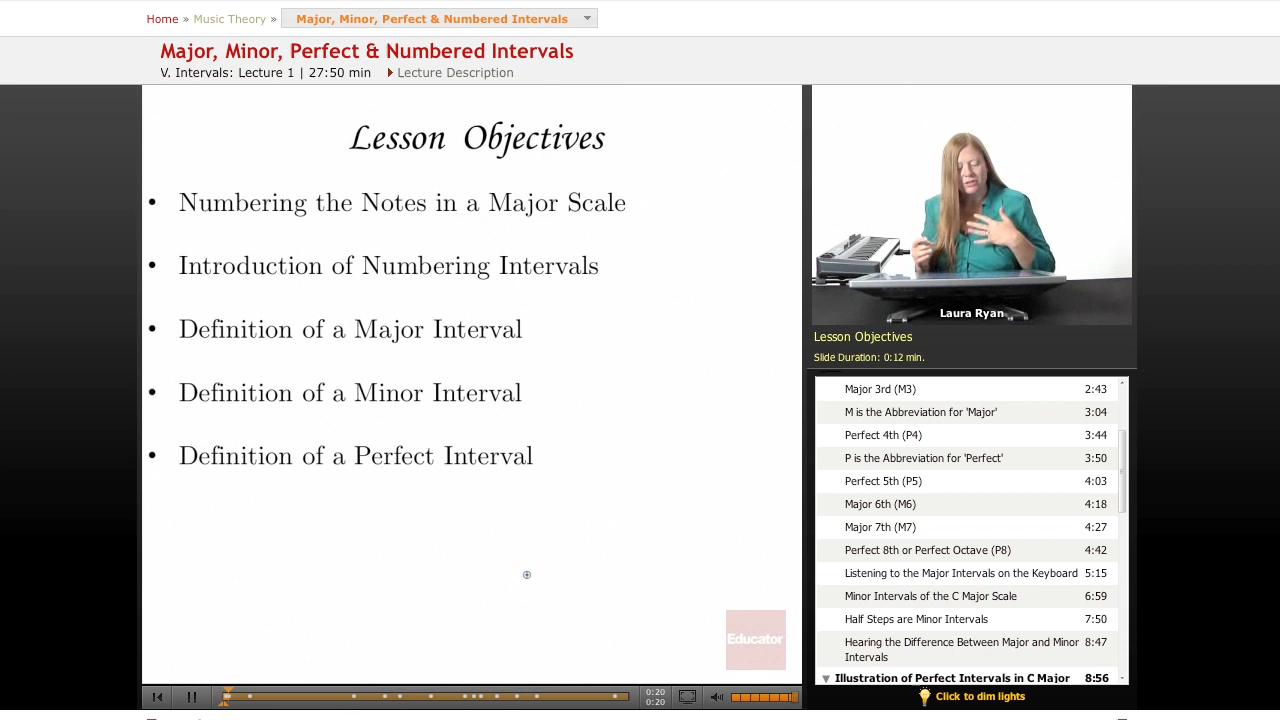 Home » Music Theory » Major, Minor, Perfect & Numbered Intervals
Major, Minor, Perfect & Numbered Intervals
V. Intervals: Lecture 1 | 27:50 min Lecture Description
Lesson Objectives
• Numbering the Notes in a Major Scale
• Introduction of Numbering Intervals
• Definition of a Major Interval
• Definition of a Minor Interval
• Definition of a Perfect Interval
Educator
0:20
0:20
Laura Ryan
Lesson Objectives
Slide Duration: 0:12 min.
Major 3rd (M3) 2:43
M is the Abbreviation for 'Major' 3:04
Perfect 4th (P4) 3:44
P is the Abbreviation for 'Perfect' 3:50
Perfect 5th (P5) 4:03
Major 6th (M6) 4:18
Major 7th (M7) 4:27
Perfect 8th or Perfect Octave (P8) 4:42
Listening to the Major Intervals on the Keyboard 5:15
Minor Intervals of the C Major Scale 6:59
Half Steps are Minor Intervals 7:50
Hearing the Difference Between Major and Minor 8:47
Intervals
Illustration of Perfect Intervals in C Major 8:56
Click to dim lights